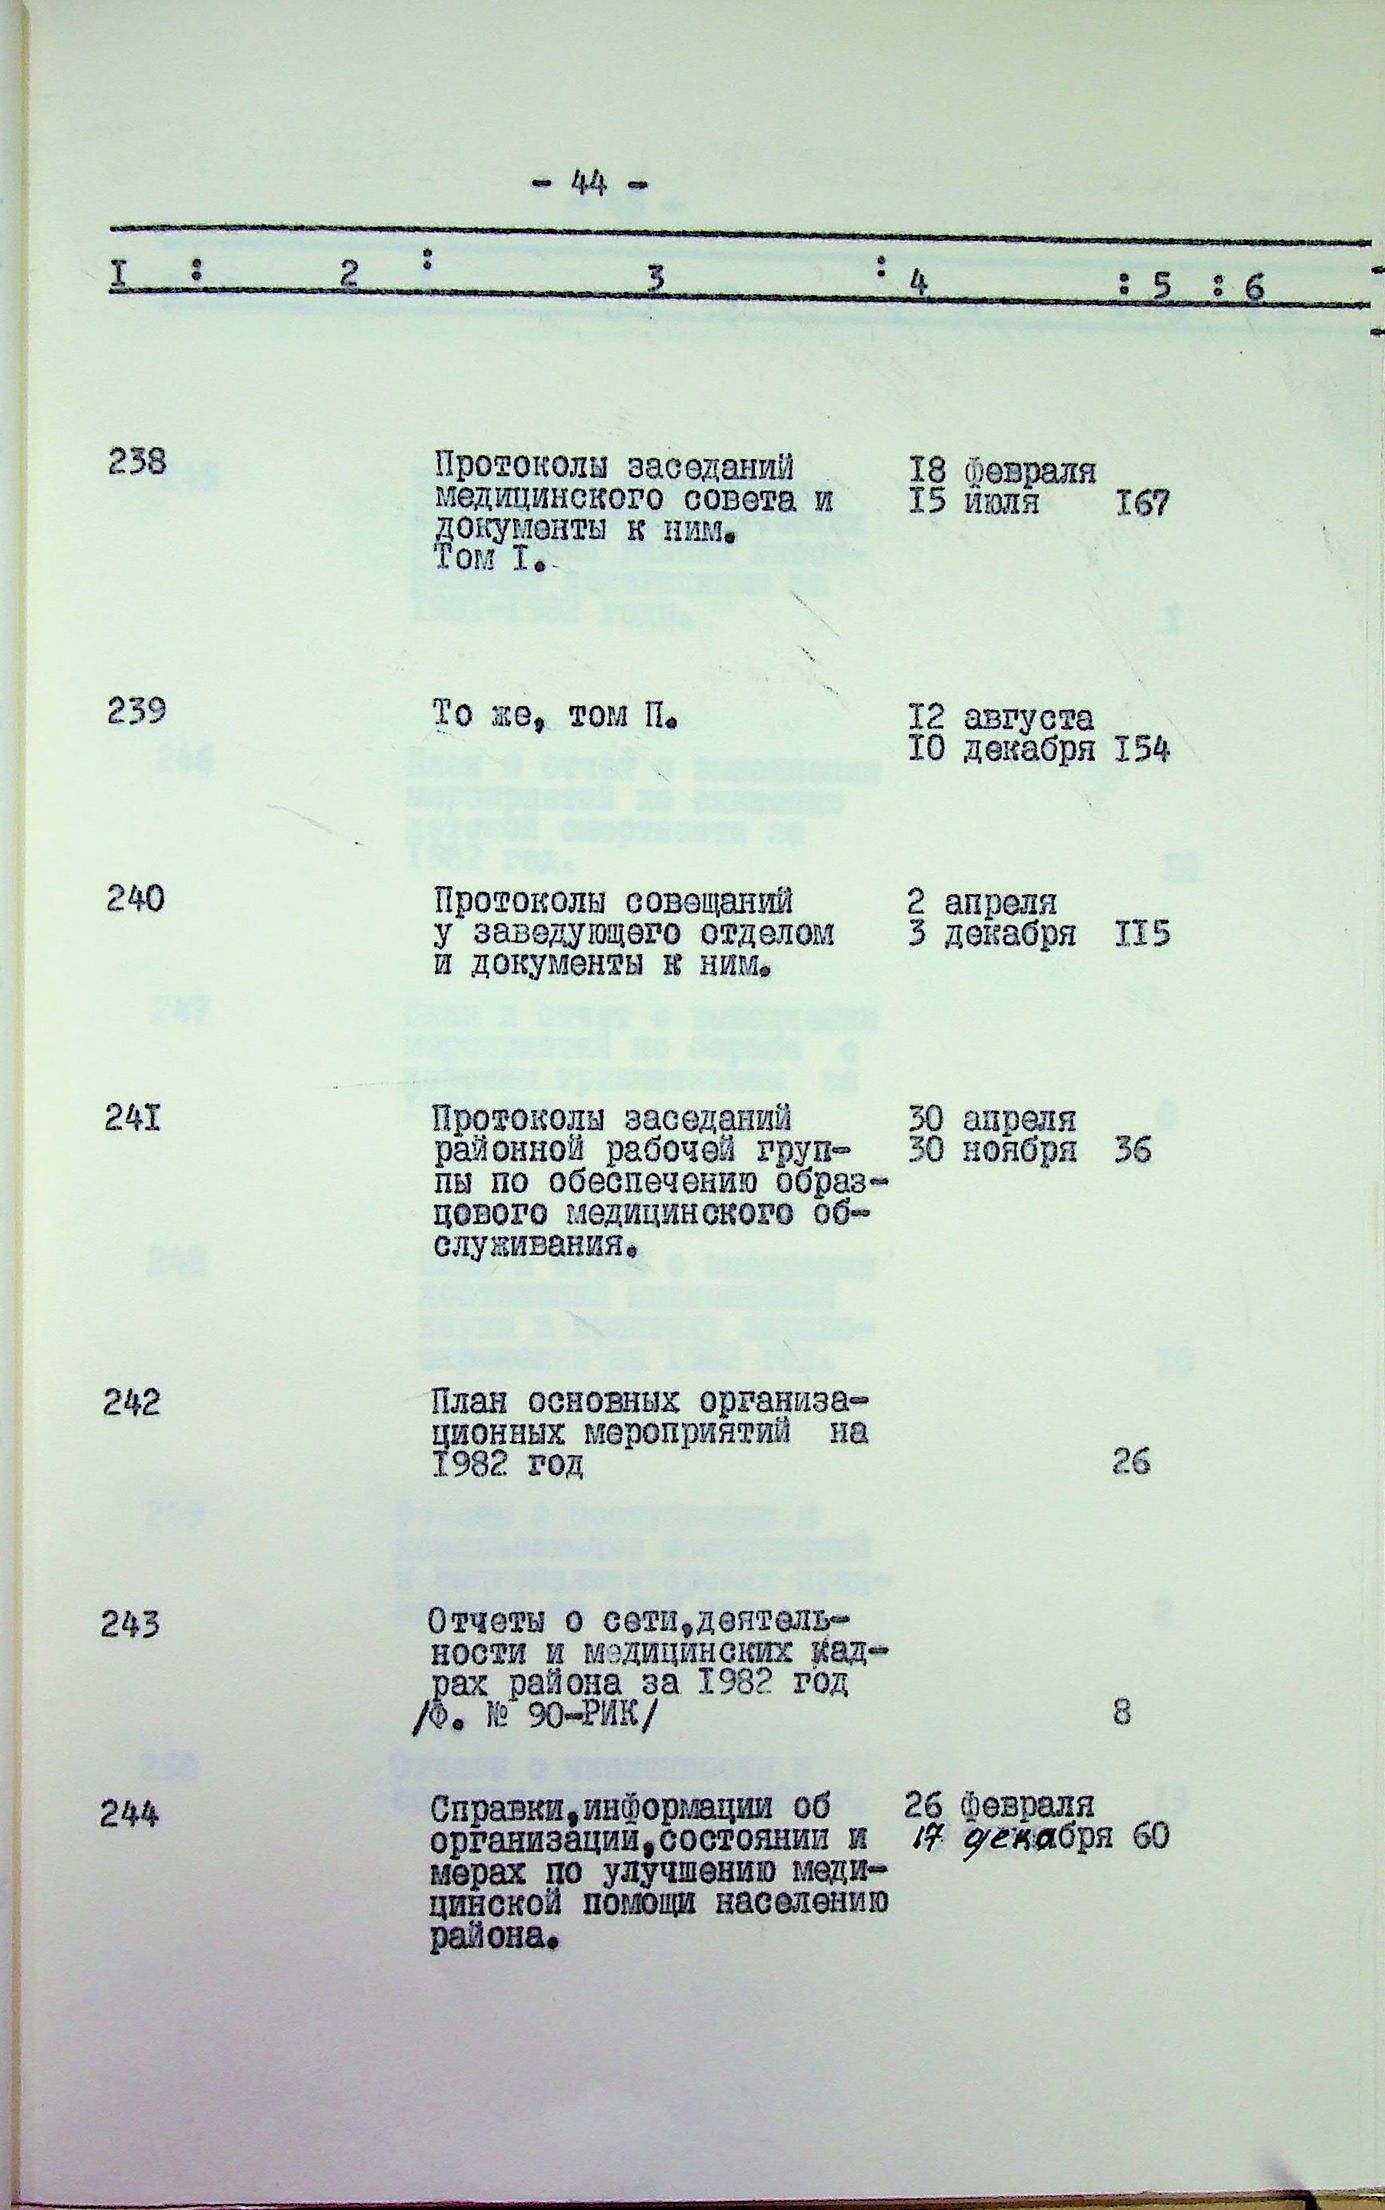 - 44 -
I : 2 : 3 : 4 : 5 : 6
238 Протоколы заседаний 18 февраля
медицинского совета и 15 июля 167
документы к ним.
Том I.
239 То же, том П. 12 августа
10 декабря 154
240 Протоколы совещаний 2 апреля
у заведующего отделом 3 декабря 115
и документы к ним.
241 Протоколы заседаний 30 апреля
районной рабочей груп- 30 ноября 36
пы по обеспечению образ-
цового медицинского об-
служивания.
242 План основных организа-
ционных мероприятий на
1982 год 26
243 Отчеты о сети,деятель-
ности и медицинских кад-
рах района за 1982 год
/Ф. № 90-РИК/ 8
244 Справки,информации об 26 февраля
организации,состоянии и 17 декабря 60
мерах по улучшению меди-
цинской помощи населению
района.